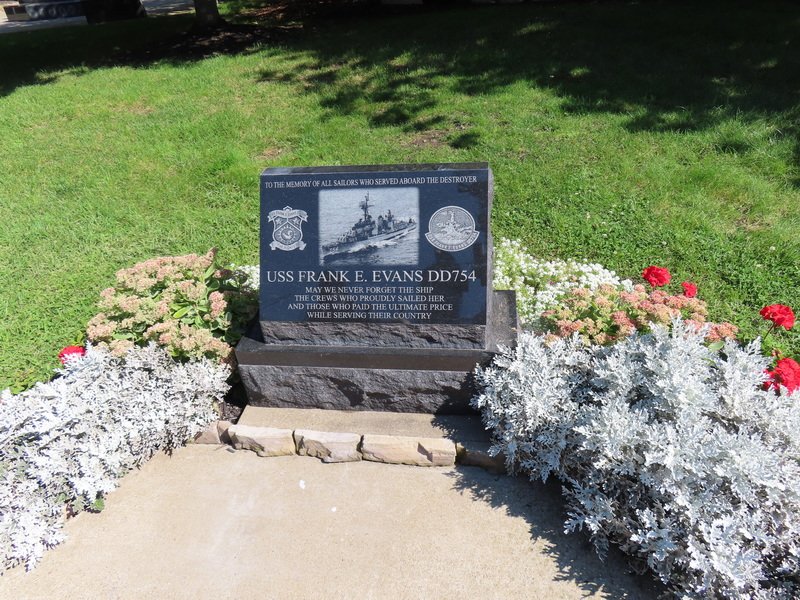 TO THE MEMORY OF ALL SAILORS WHO SERVED ABOARD THE DESTROYER
USS FRANK E. EVANS DD754
MAY WE NEVER FORGET THE SHIP
THE CREWS WHO PROUDLY SAILED HER
AND THOSE WHO PAID THE ULTIMATE PRICE
WHILE SERVING THEIR COUNTRY